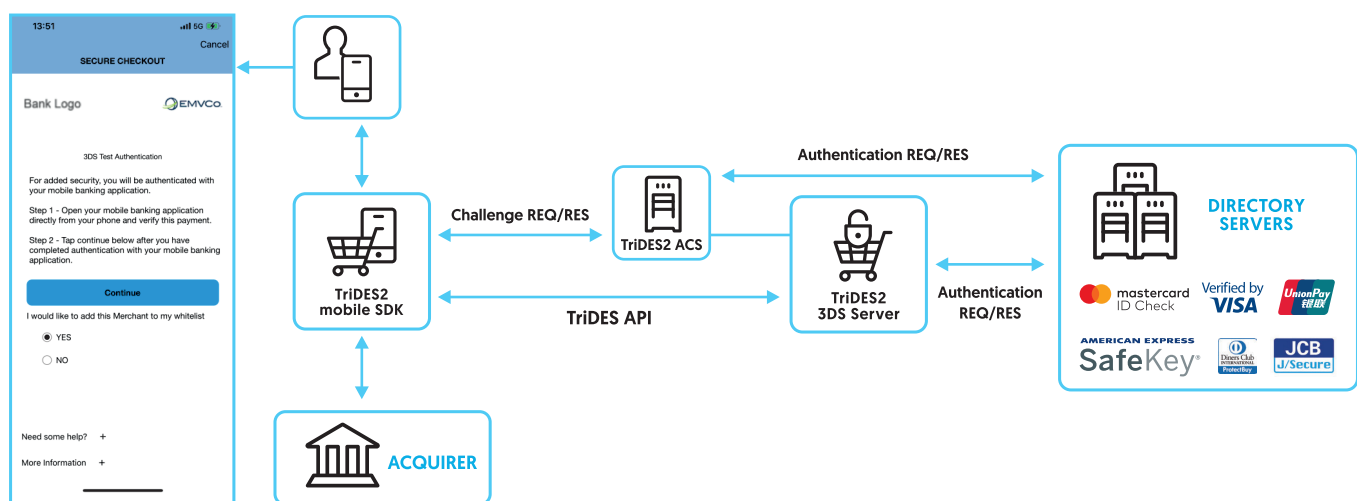 13:51
5G
Cancel
SECURE CHECKOUT
Bank Logo
EMVCo
3DS Test Authentication
For added security, you will be authenticated with
your mobile banking application.
Step 1 - Open your mobile banking application
directly from your phone and verify this payment.
Step 2 - Tap continue below after you have
completed authentication with your mobile banking
application.
Continue
I would like to add this Merchant to my whitelist
YES
NO
Need some help? +
More Information +
TriDES2
mobile SDK
ACQUIRER
Challenge REQ/RES
TriDES2 ACS
TriDES API
TriDES2
3DS Server
Authentication REQ/RES
Authentication
REQ/RES
DIRECTORY
SERVERS
mastercard
ID Check
Verified by
VISA
UnionPay
银联
AMERICAN EXPRESS
SafeKey®
Diners Club
INTERNATIONAL
ProtectBuy
JCB
J/Secure